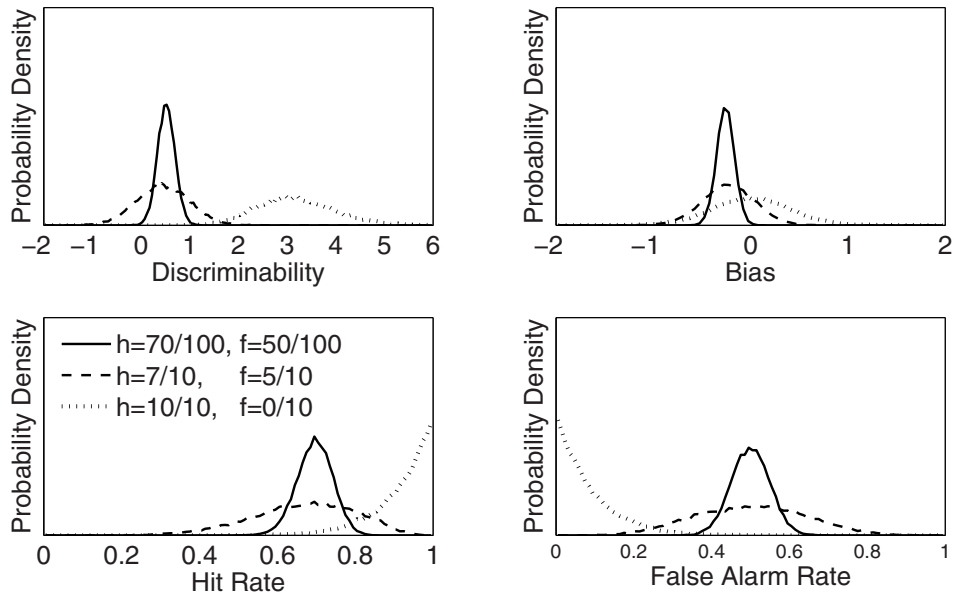 Probability Density
−2 −1 0 1 2 3 4 5 6
Discriminability
Probability Density
−2 −1 0 1 2
Bias
Probability Density
h=70/100, f=50/100
h=7/10, f=5/10
h=10/10, f=0/10
0 0.2 0.4 0.6 0.8 1
Hit Rate
Probability Density
0 0.2 0.4 0.6 0.8 1
False Alarm Rate